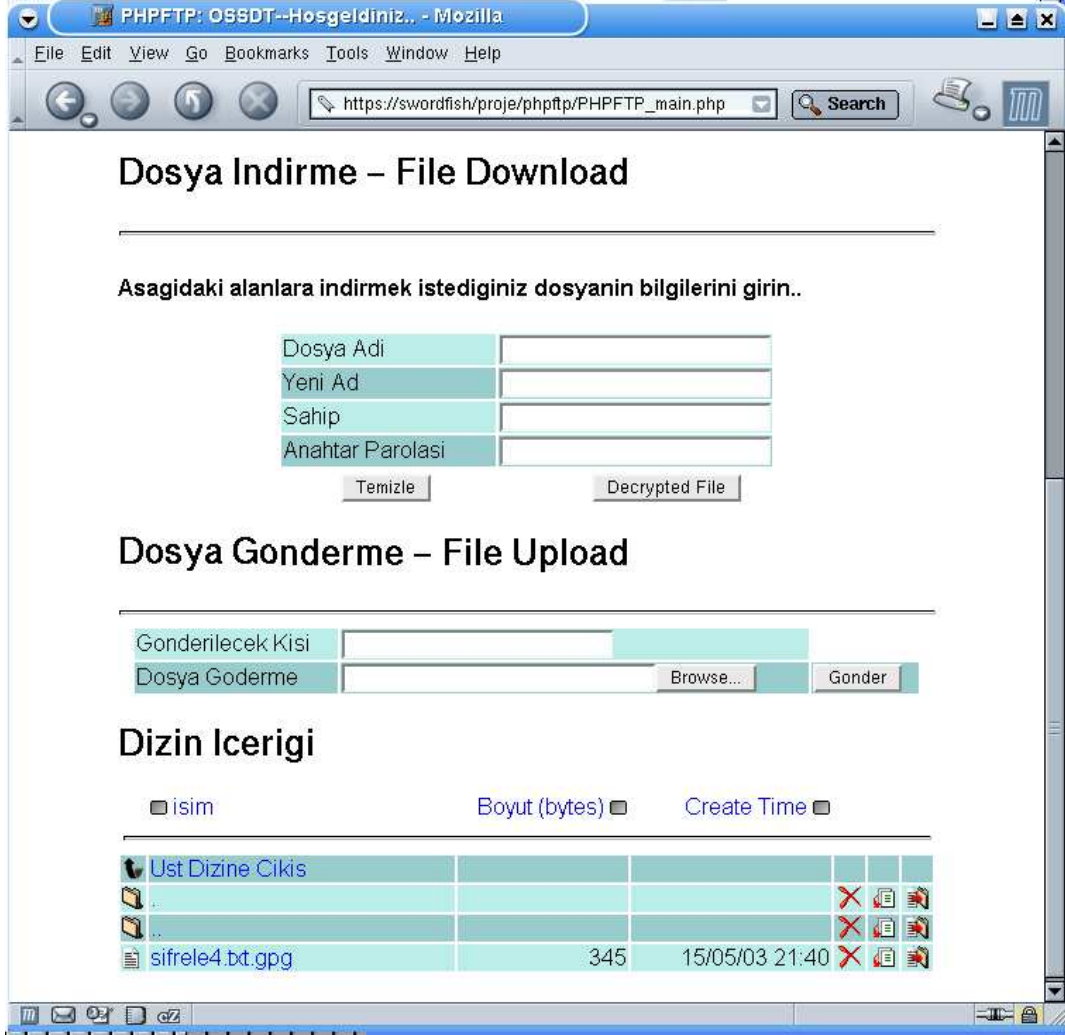 PHPFTP: OSSDT--Hosgeldiniz.. - Mozilla
File Edit View Go Bookmarks Tools Window Help
https://swordfish/proje/phpftp/PHPFTP_main.php Search
Dosya Indirme – File Download
Asagidaki alanlara indirmek istediginiz dosyanin bilgilerini girin..
Dosya Adi
Yeni Ad
Sahip
Anahtar Parolasi
Temizle Decrypted File
Dosya Gonderme – File Upload
Gonderilecek Kisi
Dosya Goderme Browse... Gonder
Dizin Icerigi
isim Boyut (bytes) Create Time
Ust Dizine Cikis
.
..
sifrele4.txt.gpg 345 15/05/03 21:40